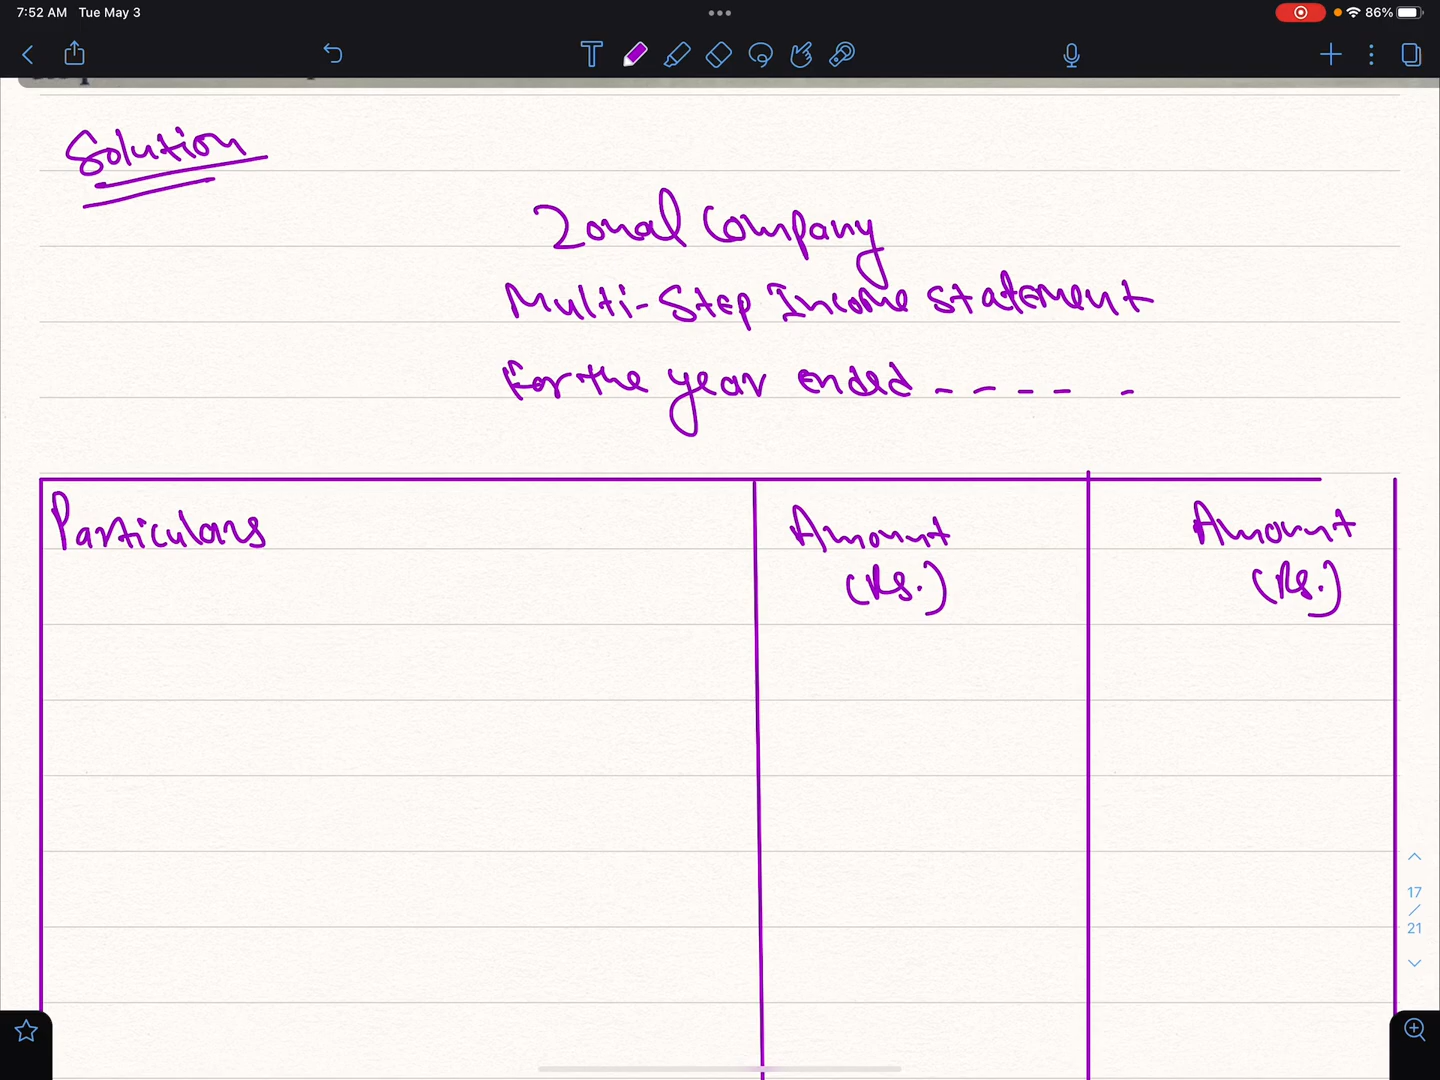 7:52 AM Tue May 3
86%
Solution
Zonal Company
Multi-Step Income Statement
For the year ended - - - - -
Particulars Amount (Rs.) Amount (Rs.)
17
/
21